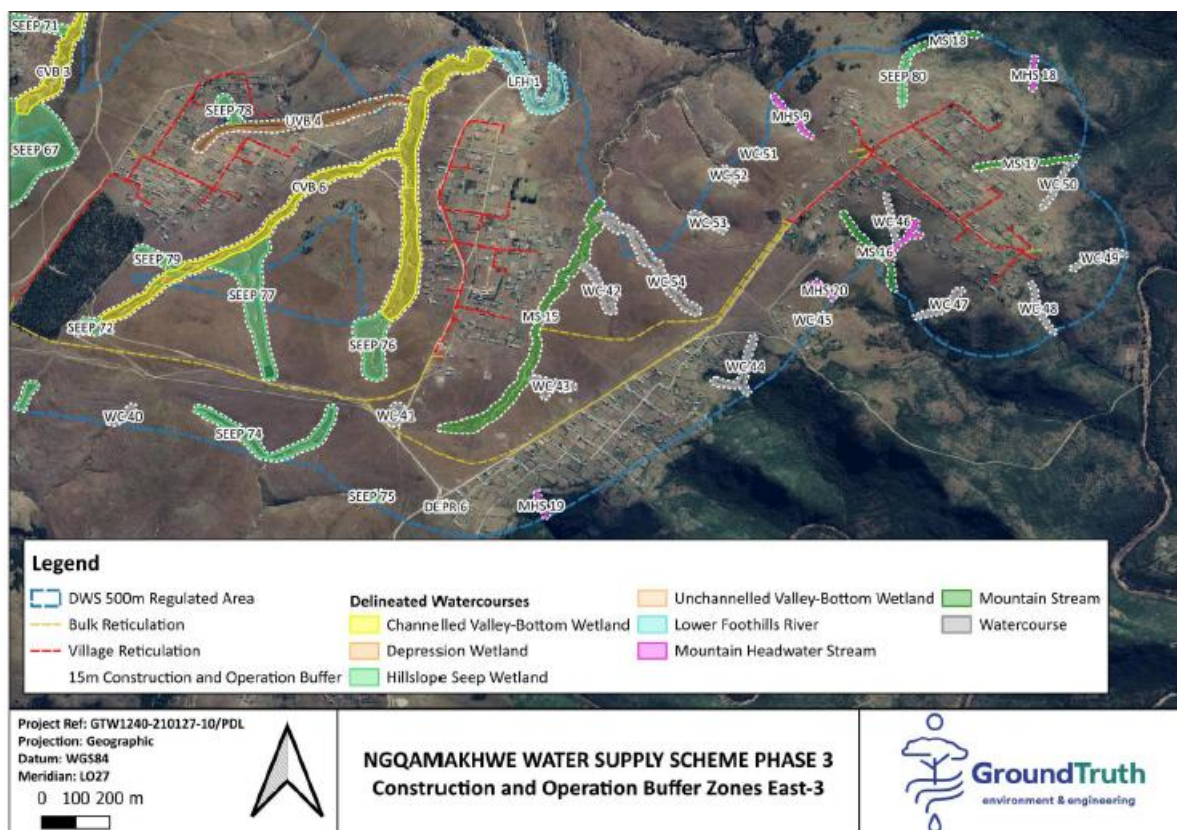 SEEP 71
CVB 3
SEEP 67
SEEP 78
UVB 4
LFH 1
CVB 6
SEEP 79
SEEP 77
SEEP 72
SEEP 76
WC 40
SEEP 74
WC 41
SEEP 75
DEPR 6
MHS 19
MS 15
WC 42
WC 43
WC 54
WC 53
WC 52
WC 51
MHS 9
SEEP 80
MS 18
MHS 18
MS 17
WC 50
WC 46
MS 16
WC 49
MHS 20
WC 47
WC 48
WC 45
WC 44
Legend
DWS 500m Regulated Area
Bulk Reticulation
Village Reticulation
15m Construction and Operation Buffer
Delineated Watercourses
Channelled Valley-Bottom Wetland
Depression Wetland
Hillslope Seep Wetland
Unchannelled Valley-Bottom Wetland
Lower Foothills River
Mountain Headwater Stream
Mountain Stream
Watercourse
Project Ref: GTW1240-210127-10/PDL
Projection: Geographic
Datum: WGS84
Meridian: LO27
0 100 200 m
NGQAMAKHWE WATER SUPPLY SCHEME PHASE 3
Construction and Operation Buffer Zones East-3
GroundTruth
environment & engineering